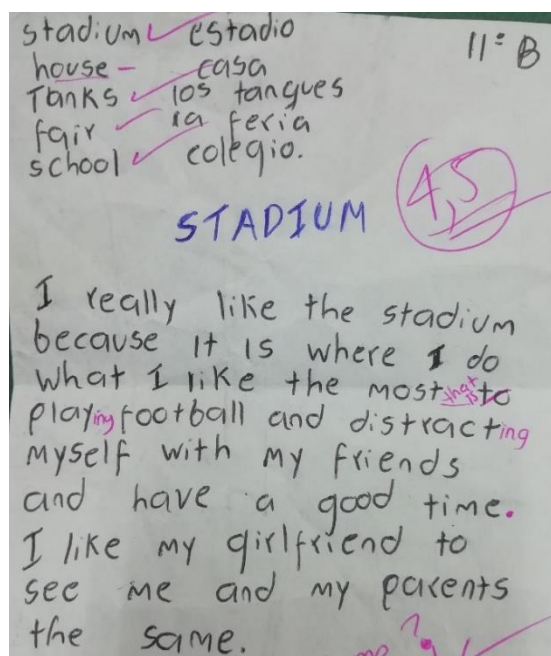 stadium estadio
11º B
house - casa
Tanks los tanques
fair la feria
school colegio.
4,5
STADIUM
I really like the stadium
because it is where I do
what I like the most that is to
playing football and distracting
myself with my friends
and have a good time.
I like my girlfriend to
see me and my parents
the same.